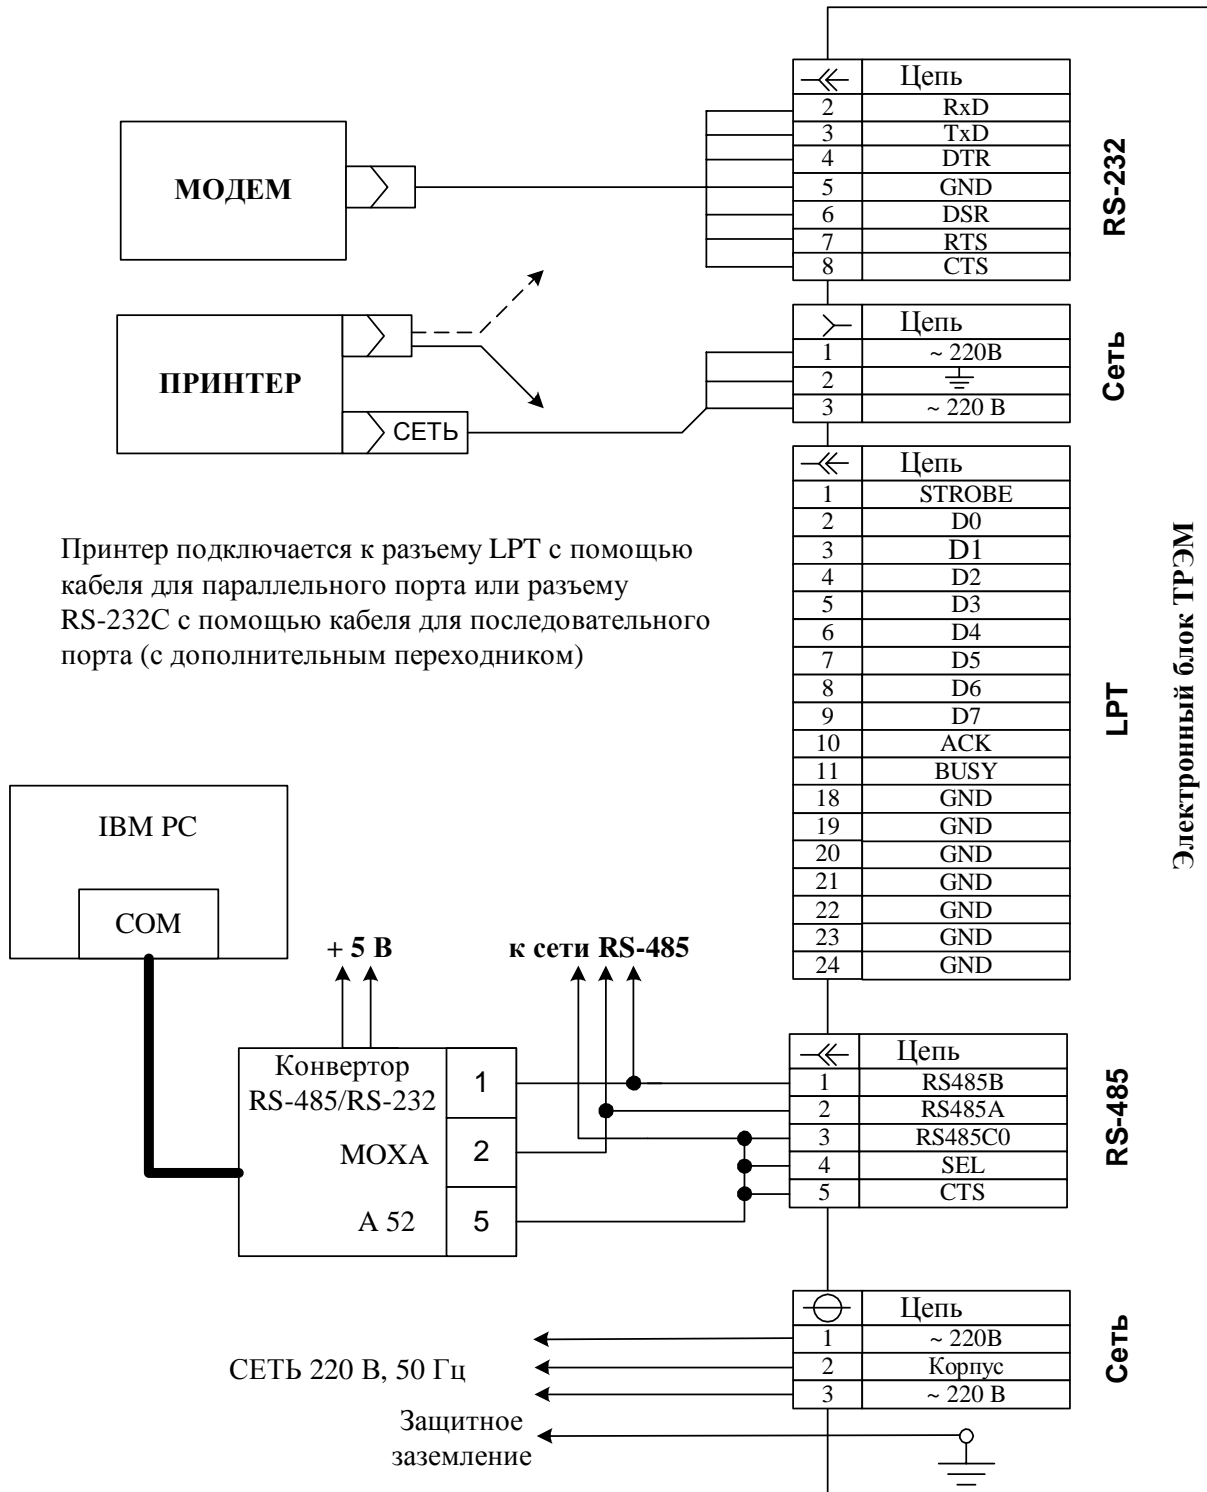 Цепь
2 RxD
3 TxD
4 DTR
5 GND
6 DSR
7 RTS
8 CTS
RS-232
МОДЕМ
Цепь
1 ~ 220В
2
3 ~ 220 В
Сеть
ПРИНТЕР
СЕТЬ
Принтер подключается к разъему LPT с помощью
кабеля для параллельного порта или разъему
RS-232C с помощью кабеля для последовательного
порта (с дополнительным переходником)
Цепь
1 STROBE
2 D0
3 D1
4 D2
5 D3
6 D4
7 D5
8 D6
9 D7
10 ACK
11 BUSY
18 GND
19 GND
20 GND
21 GND
22 GND
23 GND
24 GND
LPT
Электронный блок ТРЭМ
IBM PC
COM
+ 5 В
к сети RS-485
Конвертор
RS-485/RS-232
MOXA
A 52
1
2
5
Цепь
1 RS485B
2 RS485A
3 RS485C0
4 SEL
5 CTS
RS-485
Цепь
1 ~ 220В
2 Корпус
3 ~ 220 В
Сеть
СЕТЬ 220 В, 50 Гц
Защитное
заземление